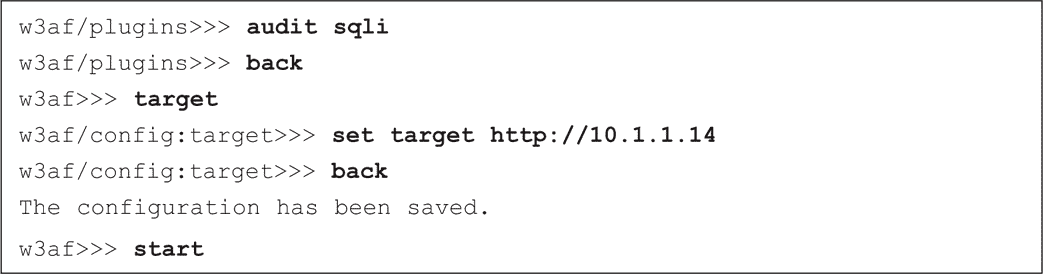 w3af/plugins>>> audit sqli
w3af/plugins>>> back
w3af>>> target
w3af/config:target>>> set target http://10.1.1.14
w3af/config:target>>> back
The configuration has been saved.
w3af>>> start